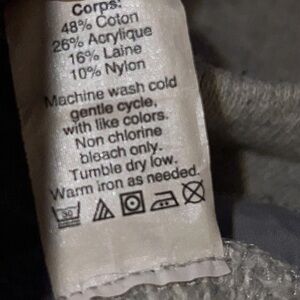 Corps:
48% Coton
26% Acrylique
16% Laine
10% Nylon
Machine wash cold
gentle cycle,
with like colors.
Non chlorine
bleach only.
Tumble dry low.
Warm iron as needed.
30